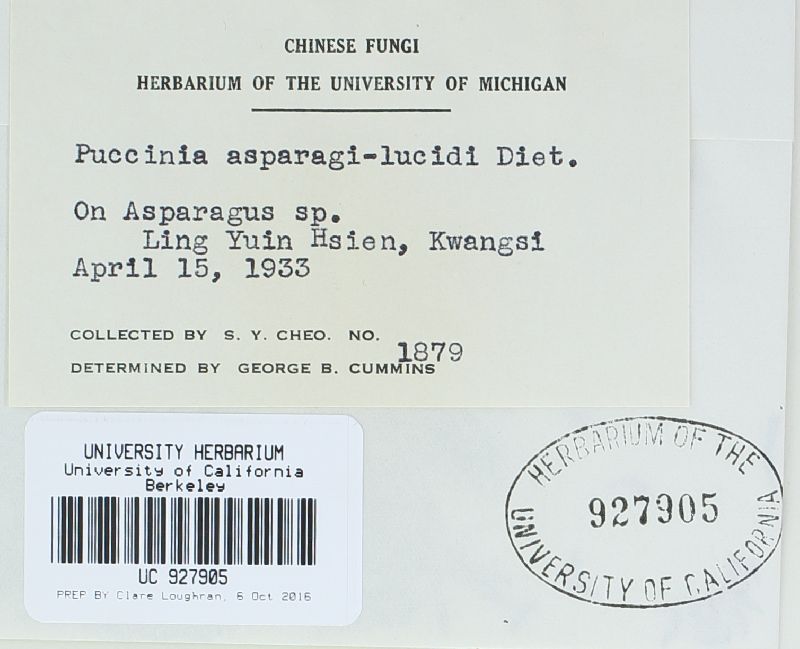 CHINESE FUNGI
HERBARIUM OF THE UNIVERSITY OF MICHIGAN
Puccinia asparagi-lucidi Diet.
On Asparagus sp.
Ling Yuin Hsien, Kwangsi
April 15, 1933
COLLECTED BY S. Y. CHEO. NO. 1879
DETERMINED BY GEORGE B. CUMMINS
UNIVERSITY HERBARIUM
University of California
Berkeley
UC 927905
PREP BY Clare Loughran, 6 Oct 2016
HERBARIUM OF THE
927905
UNIVERSITY OF CALIFORNIA